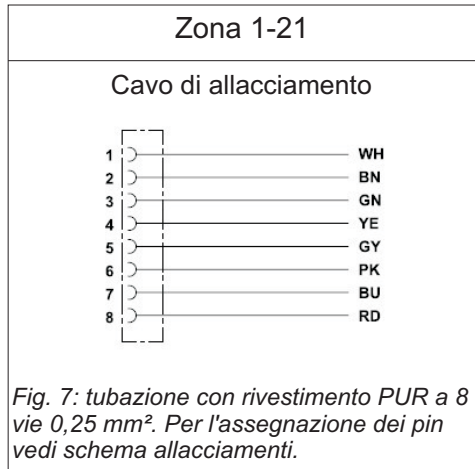 Zona 1-21
Cavo di allacciamento
1 WH
2 BN
3 GN
4 YE
5 GY
6 PK
7 BU
8 RD
Fig. 7: tubazione con rivestimento PUR a 8
vie 0,25 mm². Per l'assegnazione dei pin
vedi schema allacciamenti.